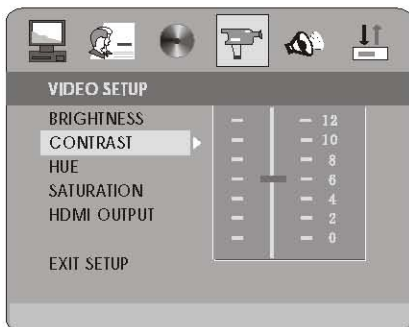 VIDEO SETUP
BRIGHTNESS
CONTRAST
HUE
SATURATION
HDMI OUTPUT
EXIT SETUP
12
10
8
6
4
2
0